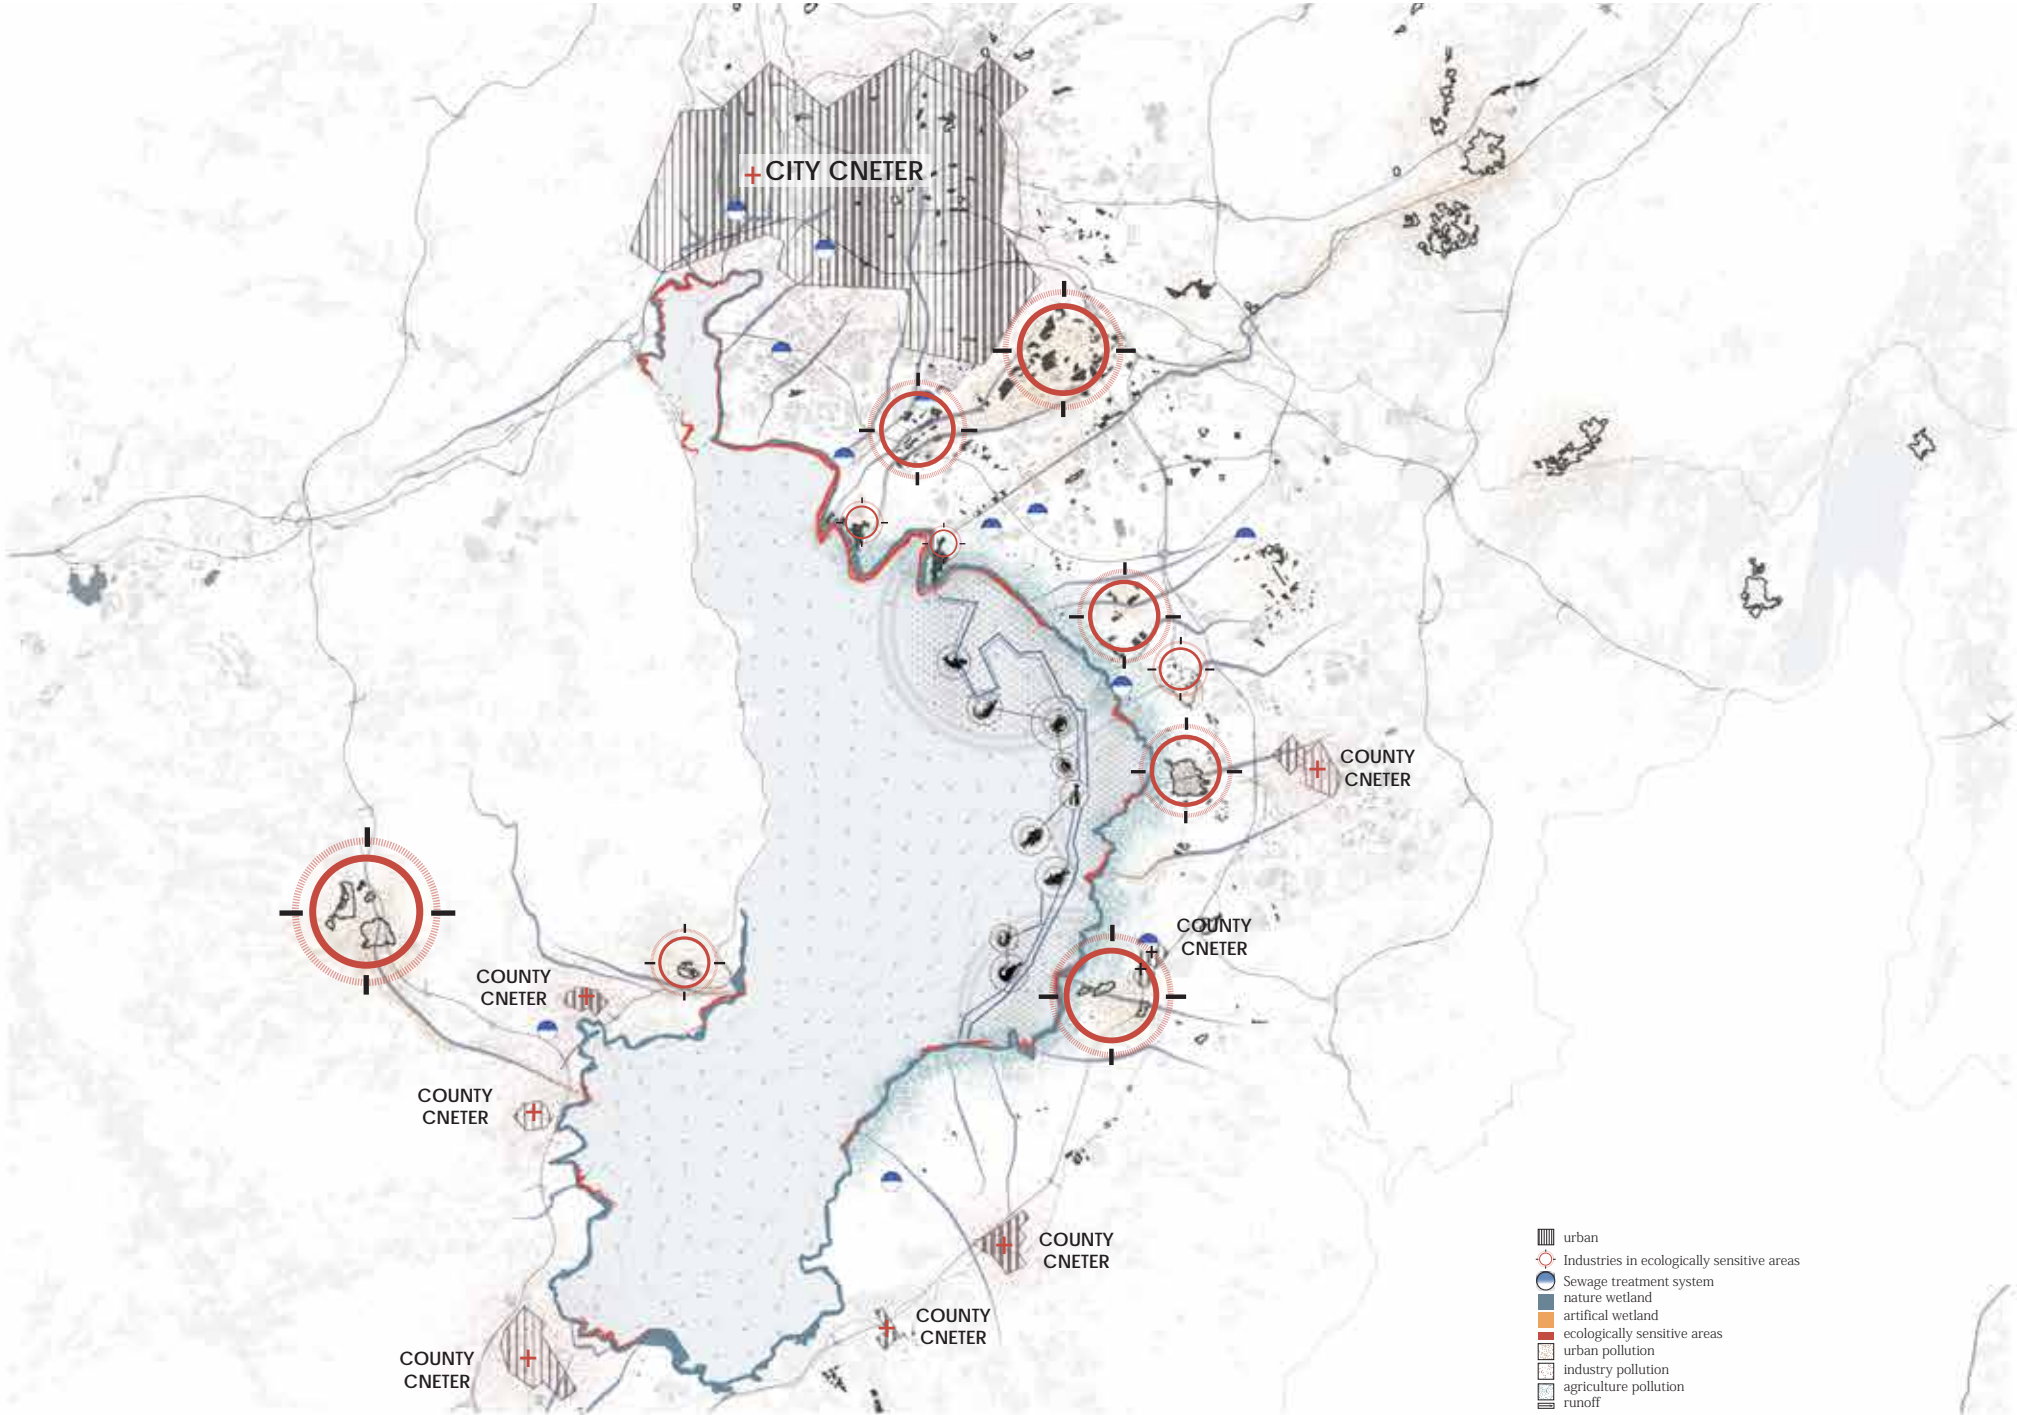 CITY CNETER
COUNTY
CNETER
COUNTY
CNETER
COUNTY
CNETER
COUNTY
CNETER
COUNTY
CNETER
COUNTY
CNETER
COUNTY
CNETER
urban
Industries in ecologically sensitive areas
Sewage treatment system
nature wetland
artifical wetland
ecologically sensitive areas
urban pollution
industry pollution
agriculture pollution
runoff